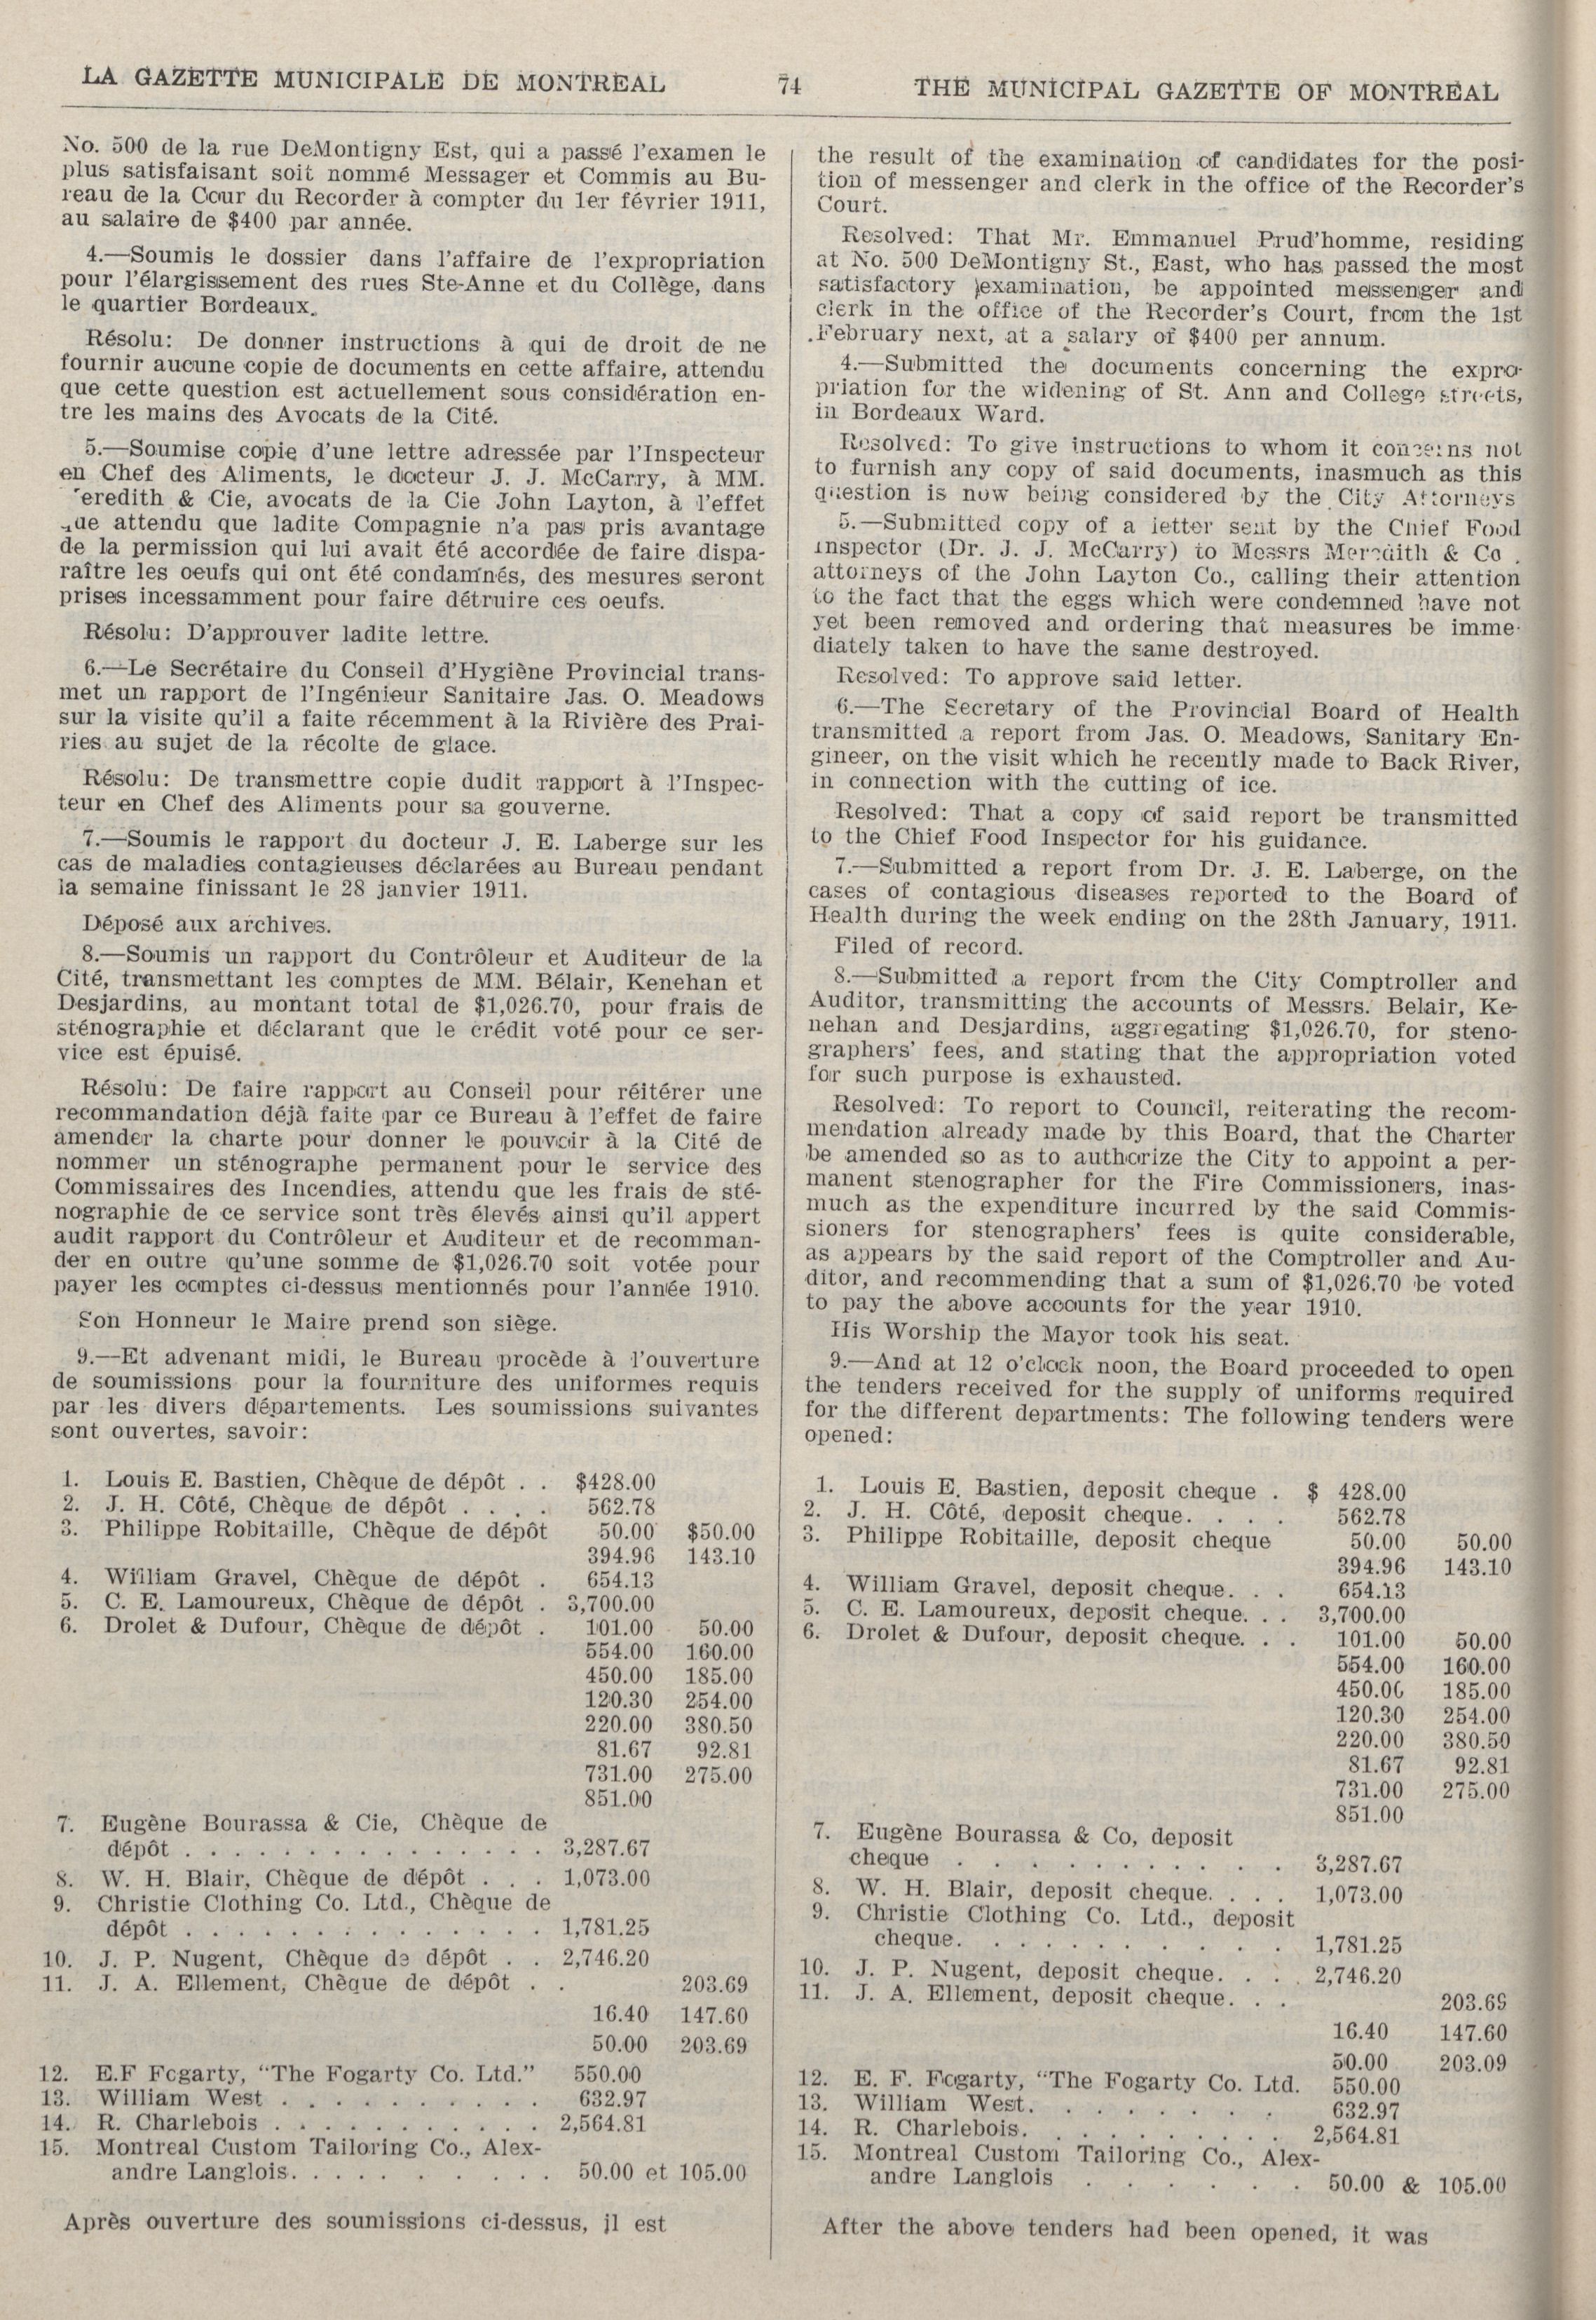 LA GAZETTE MUNICIPALE DE MONTREAL 74 THE MUNICIPAL GAZETTE OF MONTREAL
No. 500 de la rue DeMontigny Est, qui a passé l'examen le
plus satisfaisant soit nommé Messager et Commis au Bu-
reau de la Cour du Recorder à compter du 1er février 1911,
au salaire de $400 par année.
4.—Soumis le dossier dans l'affaire de l'expropriation
pour l'élargissement des rues Ste-Anne et du Collège, dans
le quartier Bordeaux.
Résolu: De donner instructions à qui de droit de ne
fournir aucune copie de documents en cette affaire, attendu
que cette question est actuellement sous considération en-
tre les mains des Avocats de la Cité.
5.—Soumise copie d'une lettre adressée par l'Inspecteur
en Chef des Aliments, le docteur J. J. McCarry, à MM.
eredith & Cie, avocats de la Cie John Layton, à l'effet
ue attendu que ladite Compagnie n'a pas pris avantage
de la permission qui lui avait été accordée de faire dispa-
raître les oeufs qui ont été condamnés, des mesures seront
prises incessamment pour faire détruire ces oeufs.
Résolu: D'approuver ladite lettre.
6.—Le Secrétaire du Conseil d'Hygiène Provincial trans-
met un rapport de l'Ingénieur Sanitaire Jas. O. Meadows
sur la visite qu'il a faite récemment à la Rivière des Prai-
ries au sujet de la récolte de glace.
Résolu: De transmettre copie dudit rapport à l'Inspec-
teur en Chef des Aliments pour sa gouverne.
7.—Soumis le rapport du docteur J. E. Laberge sur les
cas de maladies contagieuses déclarées au Bureau pendant
la semaine finissant le 28 janvier 1911.
Déposé aux archives.
8.—Soumis un rapport du Contrôleur et Auditeur de la
Cité, transmettant les comptes de MM. Bélair, Kenehan et
Desjardins, au montant total de $1,026.70, pour frais de
sténographie et déclarant que le crédit voté pour ce ser-
vice est épuisé.
Résolu: De faire rapport au Conseil pour réitérer une
recommandation déjà faite par ce Bureau à l'effet de faire
amender la charte pour donner le pouvoir à la Cité de
nommer un sténographe permanent pour le service des
Commissaires des Incendies, attendu que les frais de sté-
nographie de ce service sont très élevés ainsi qu'il appert
audit rapport du Contrôleur et Auditeur et de recomman-
der en outre qu'une somme de $1,026.70 soit votée pour
payer les comptes ci-dessus mentionnés pour l'année 1910.
Son Honneur le Maire prend son siège.
9.—Et advenant midi, le Bureau procède à l'ouverture
de soumissions pour la fourniture des uniformes requis
par les divers départements. Les soumissions suivantes
sont ouvertes, savoir:
1. Louis E. Bastien, Chèque de dépôt . . $428.00
2. J. H. Côté, Chèque de dépôt . . . . 562.78
3. Philippe Robitaille, Chèque de dépôt 50.00 $50.00
394.96 143.10
4. William Gravel, Chèque de dépôt . 654.13
5. C. E. Lamoureux, Chèque de dépôt . 3,700.00
6. Drolet & Dufour, Chèque de dépôt . 101.00 50.00
554.00 160.00
450.00 185.00
120.30 254.00
220.00 380.50
81.67 92.81
731.00 275.00
851.00
7. Eugène Bourassa & Cie, Chèque de
dépôt . . . . . . . . . . . . . . . 3,287.67
8. W. H. Blair, Chèque de dépôt . . . 1,073.00
9. Christie Clothing Co. Ltd., Chèque de
dépôt . . . . . . . . . . . . . . 1,781.25
10. J. P. Nugent, Chèque de dépôt . . 2,746.20
11. J. A. Ellement, Chèque de dépôt . . 203.69
16.40 147.60
50.00 203.69
12. E.F Fogarty, "The Fogarty Co. Ltd." 550.00
13. William West . . . . . . . . . . 632.97
14. R. Charlebois . . . . . . . . . . . 2,564.81
15. Montreal Custom Tailoring Co., Alex-
andre Langlois. . . . . . . . . . 50.00 et 105.00
Après ouverture des soumissions ci-dessus, il est
the result of the examination of candidates for the posi-
tion of messenger and clerk in the office of the Recorder's
Court.
Resolved: That Mr. Emmanuel Prud'homme, residing
at No. 500 DeMontigny St., East, who has passed the most
satisfactory examination, be appointed messenger and
clerk in the office of the Recorder's Court, from the 1st
February next, at a salary of $400 per annum.
4.—Submitted the documents concerning the expro-
priation for the widening of St. Ann and College streets,
in Bordeaux Ward.
Resolved: To give instructions to whom it concerns not
to furnish any copy of said documents, inasmuch as this
question is now being considered by the City Attorneys
5.—Submitted copy of a letter sent by the Chief Food
Inspector (Dr. J. J. McCarry) to Messrs Meredith & Co.
attorneys of the John Layton Co., calling their attention
to the fact that the eggs which were condemned have not
yet been removed and ordering that measures be imme-
diately taken to have the same destroyed.
Resolved: To approve said letter.
6.—The Secretary of the Provincial Board of Health
transmitted a report from Jas. O. Meadows, Sanitary En-
gineer, on the visit which he recently made to Back River,
in connection with the cutting of ice.
Resolved: That a copy of said report be transmitted
to the Chief Food Inspector for his guidance.
7.—Submitted a report from Dr. J. E. Laberge, on the
cases of contagious diseases reported to the Board of
Health during the week ending on the 28th January, 1911.
Filed of record.
8.—Submitted a report from the City Comptroller and
Auditor, transmitting the accounts of Messrs. Belair, Ke-
nehan and Desjardins, aggregating $1,026.70, for steno-
graphers' fees, and stating that the appropriation voted
for such purpose is exhausted.
Resolved: To report to Council, reiterating the recom-
mendation already made by this Board, that the Charter
be amended so as to authorize the City to appoint a per-
manent stenographer for the Fire Commissioners, inas-
much as the expenditure incurred by the said Commis-
sioners for stenographers' fees is quite considerable,
as appears by the said report of the Comptroller and Au-
ditor, and recommending that a sum of $1,026.70 be voted
to pay the above accounts for the year 1910.
His Worship the Mayor took his seat.
9.—And at 12 o'clock noon, the Board proceeded to open
the tenders received for the supply of uniforms required
for the different departments: The following tenders were
opened:
1. Louis E. Bastien, deposit cheque . $ 428.00
2. J. H. Côté, deposit cheque. . . . 562.78
3. Philippe Robitaille, deposit cheque 50.00 50.00
394.96 143.10
4. William Gravel, deposit cheque. . . 654.13
5. C. E. Lamoureux, deposit cheque. . . 3,700.00
6. Drolet & Dufour, deposit cheque. . . 101.00 50.00
554.00 160.00
450.00 185.00
120.30 254.00
220.00 380.50
81.67 92.81
731.00 275.00
851.00
7. Eugène Bourassa & Co, deposit
cheque . . . . . . . . . . . 3,287.67
8. W. H. Blair, deposit cheque. . . . 1,073.00
9. Christie Clothing Co. Ltd., deposit
cheque. . . . . . . . . . . 1,781.25
10. J. P. Nugent, deposit cheque. . . . 2,746.20
11. J. A. Ellement, deposit cheque. . . 203.69
16.40 147.60
50.00 203.09
12. E. F. Fogarty, "The Fogarty Co. Ltd. 550.00
13. William West. . . . . . . . 632.97
14. R. Charlebois. . . . . . . . . 2,564.81
15. Montreal Custom Tailoring Co., Alex-
andre Langlois . . . . . . 50.00 & 105.00
After the above tenders had been opened, it was